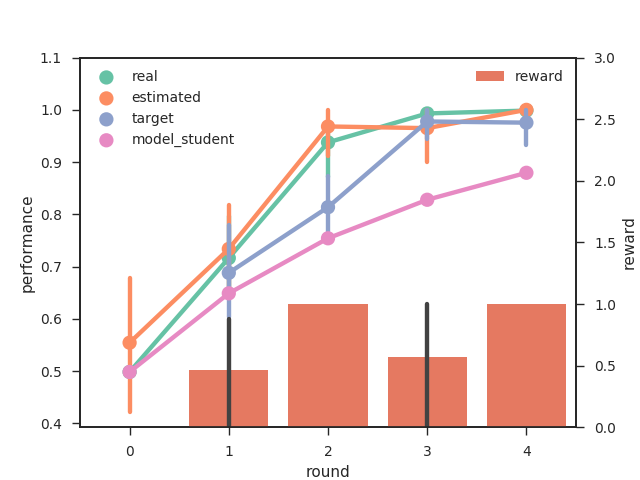 real
estimated
target
model_student
reward
1.1
1.0
0.9
0.8
0.7
0.6
0.5
0.4
performance
3.0
2.5
2.0
1.5
1.0
0.5
0.0
reward
0 1 2 3 4
round